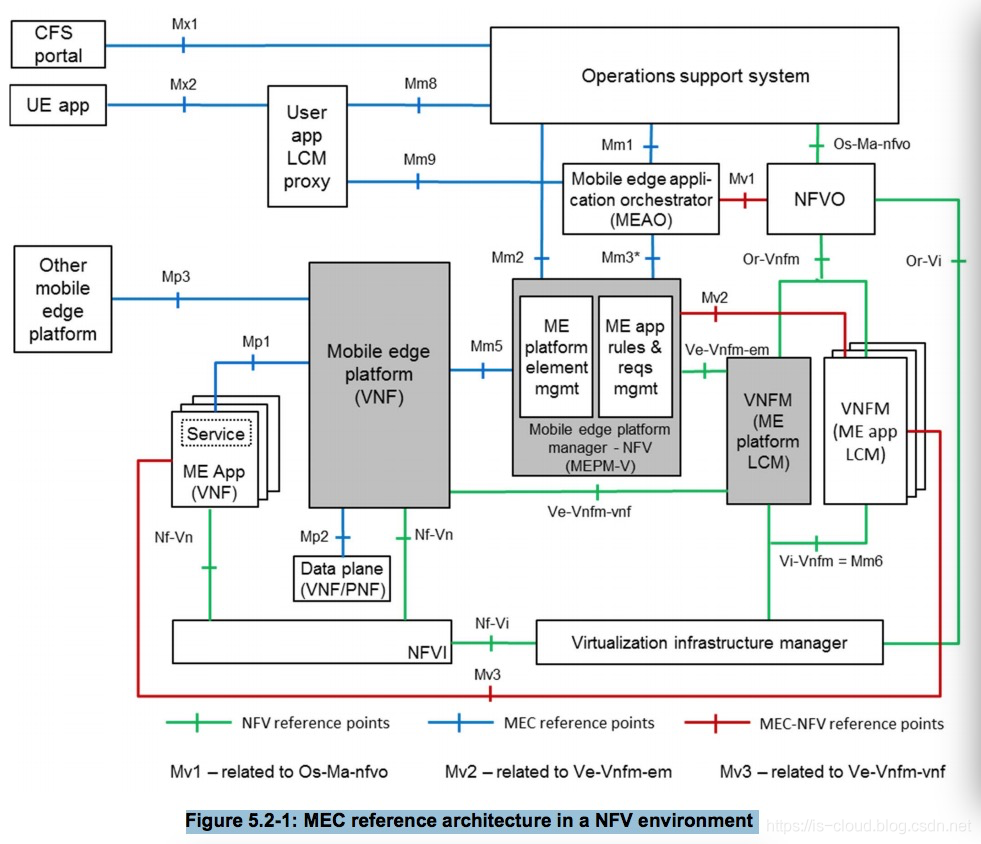 CFS
portal
Mx1
Operations support system
UE app
Mx2
User
app
LCM
proxy
Mm8
Mm9
Mm1
Os-Ma-nfvo
Mobile edge appli-
cation orchestrator
(MEAO)
Mv1
NFVO
Other
mobile
edge
platform
Mp3
Mm2
Mm3*
Or-Vnfm
Or-Vi
Mobile edge
platform
(VNF)
Mp1
Mm5
ME
platform
element
mgmt
ME app
rules &
reqs
mgmt
Mobile edge platform
manager - NFV
(MEPM-V)
Mv2
Ve-Vnfm-em
VNFM
(ME
platform
LCM)
VNFM
(ME app
LCM)
Service
ME App
(VNF)
Ve-Vnfm-vnf
Nf-Vn
Mp2
Nf-Vn
Data plane
(VNF/PNF)
Vi-Vnfm = Mm6
NFVI
Nf-Vi
Virtualization infrastructure manager
Mv3
NFV reference points
MEC reference points
MEC-NFV reference points
Mv1 – related to Os-Ma-nfvo
Mv2 – related to Ve-Vnfm-em
Mv3 – related to Ve-Vnfm-vnf
Figure 5.2-1: MEC reference architecture in a NFV environment
https://is-cloud.blog.csdn.net